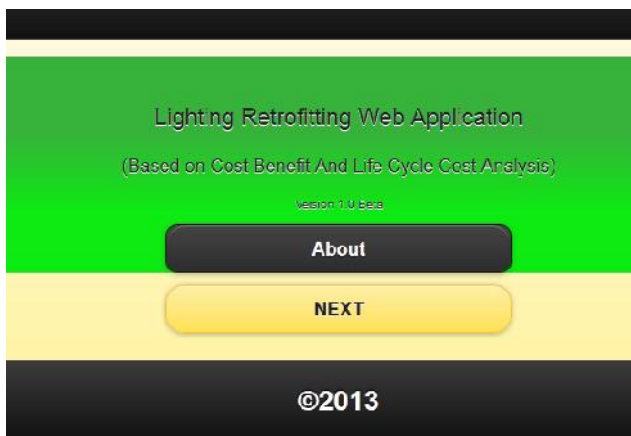 Lighting Retrofitting Web Application
(Based on Cost Benefit And Life Cycle Cost Analysis)
Version 1.0 Beta
About
NEXT
©2013